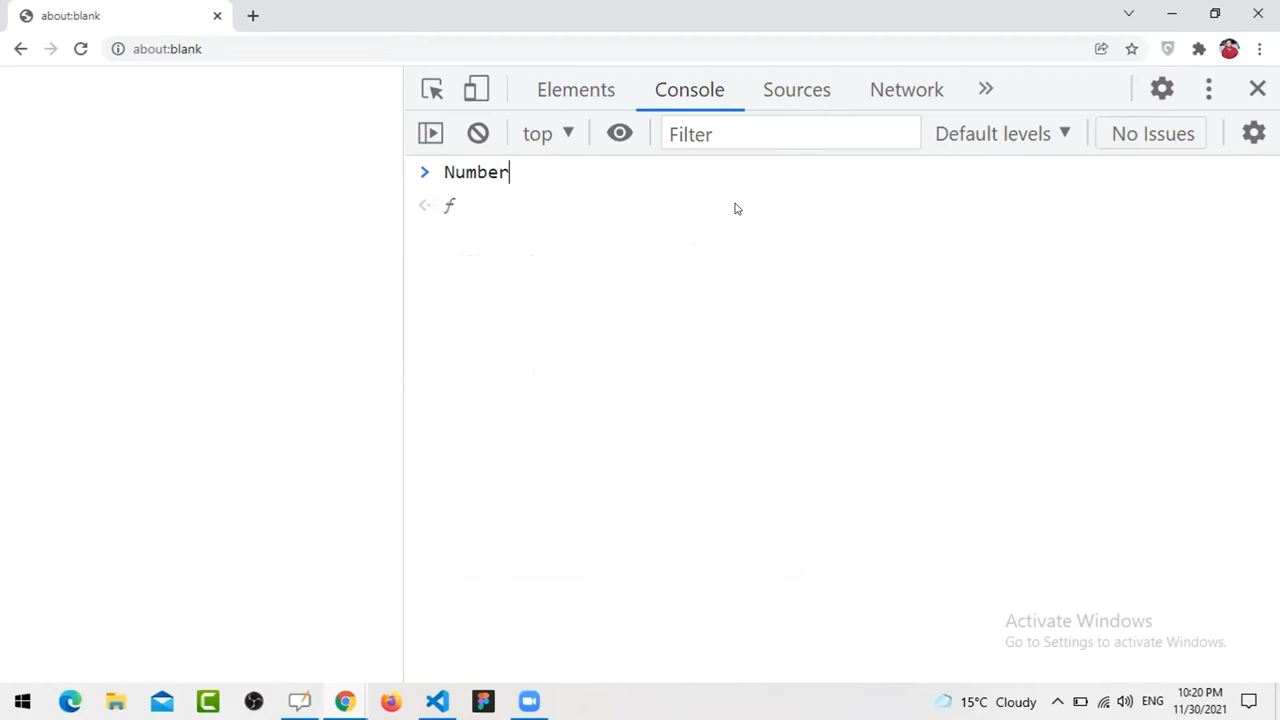 about:blank
about:blank
Elements Console Sources Network
top Filter Default levels No Issues
> Number
f
Activate Windows
Go to Settings to activate Windows.
15°C Cloudy ENG 10:20 PM
11/30/2021